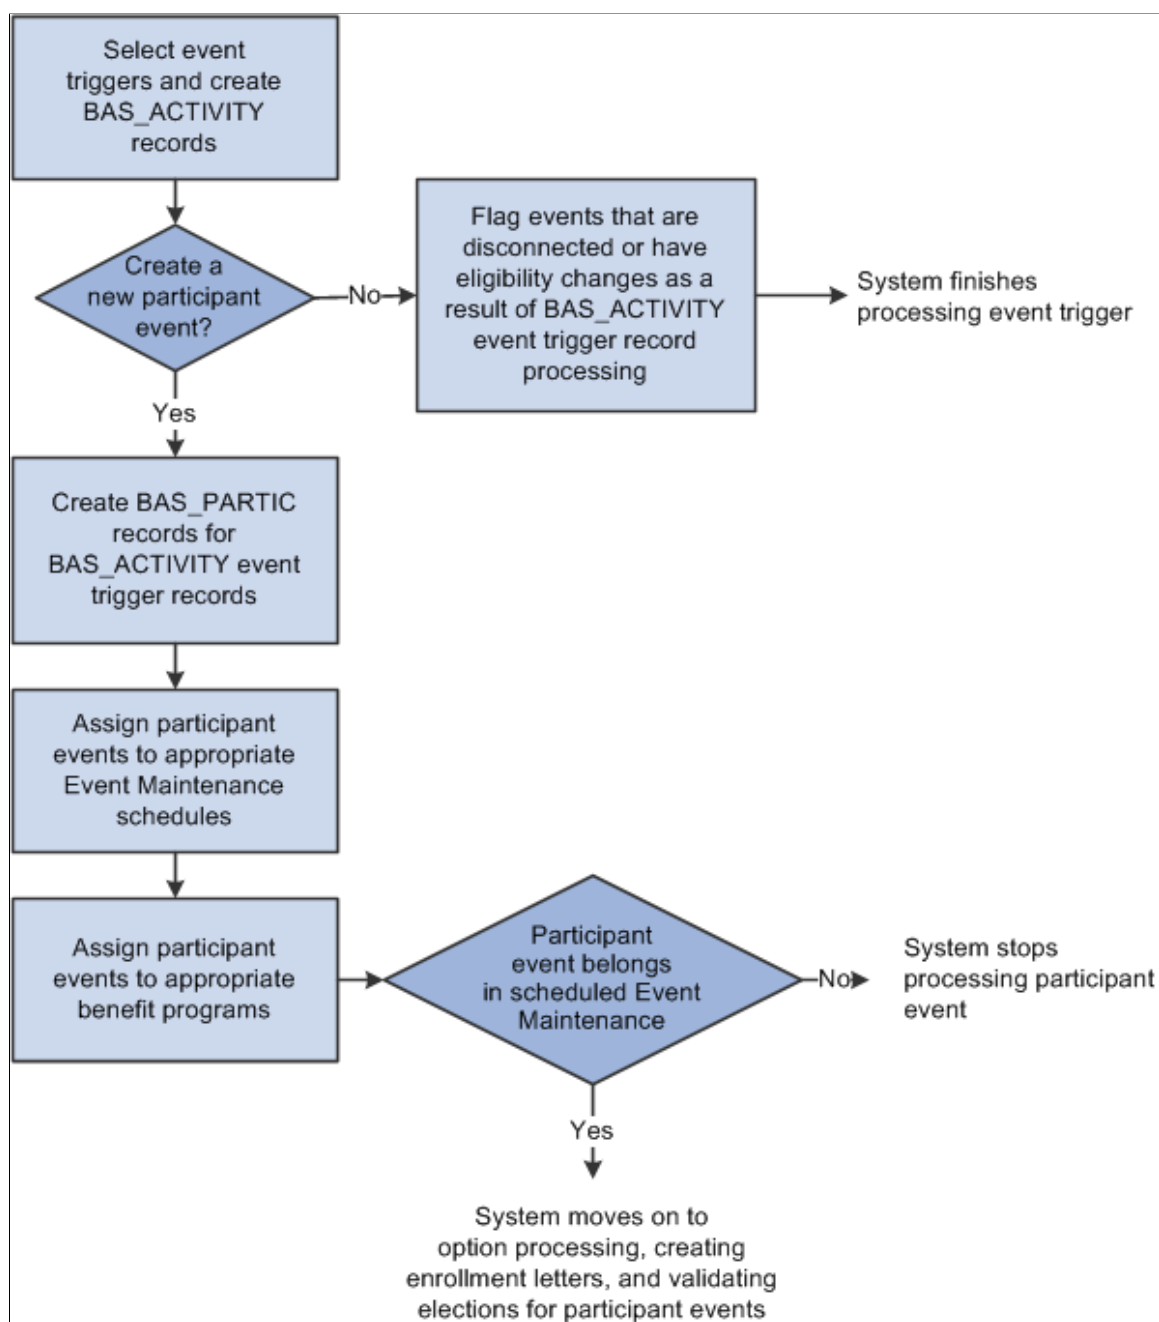 Select event
triggers and create
BAS_ACTIVITY
records
Create a
new participant
event?
No
Flag events that are
disconnected or have
eligibility changes as a
result of BAS_ACTIVITY
event trigger record
processing
System finishes
processing event trigger
Yes
Create BAS_PARTIC
records for
BAS_ACTIVITY event
trigger records
Assign participant
events to appropriate
Event Maintenance
schedules
Assign participant
events to appropriate
benefit programs
Participant
event belongs
in scheduled Event
Maintenance
No
System stops
processing participant
event
Yes
System moves on to
option processing, creating
enrollment letters, and validating
elections for participant events